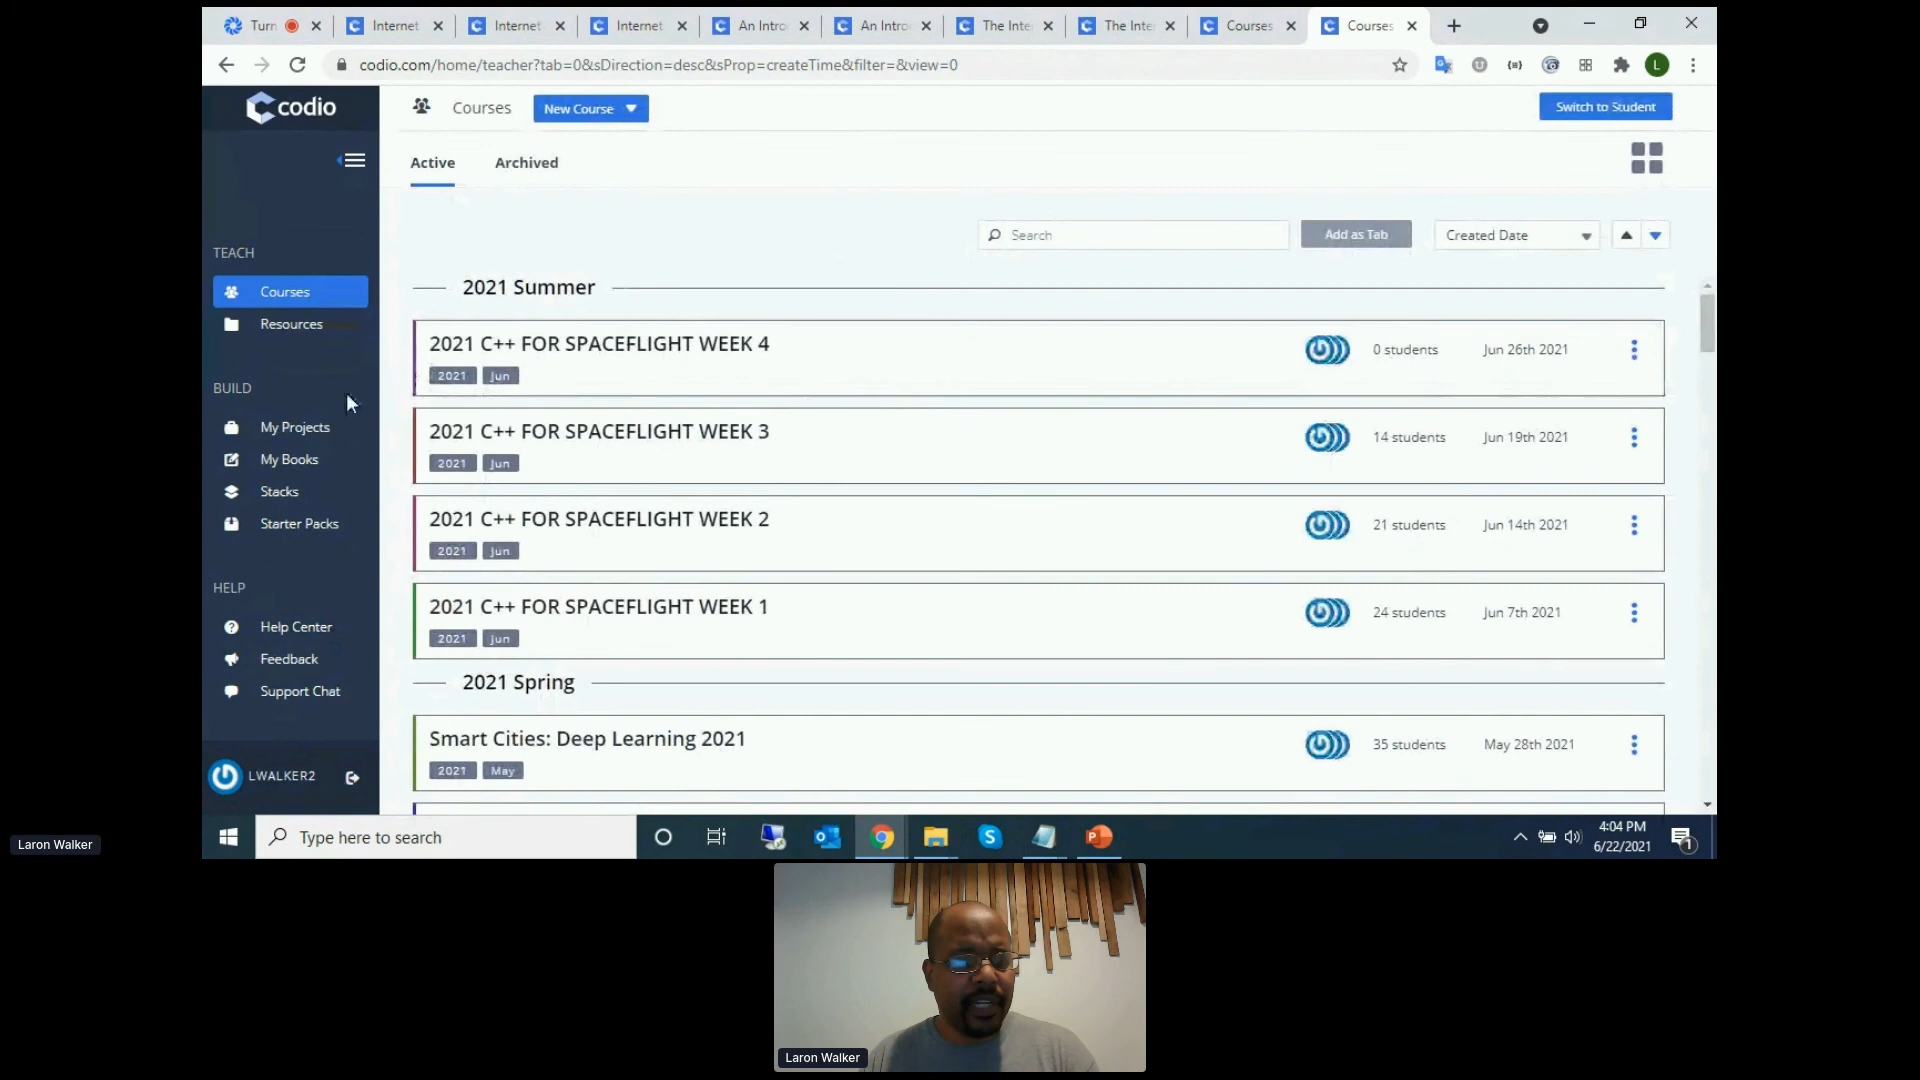 Turn
Internet
Internet
Internet
An Intro
An Intro
The Inte
The Inte
Courses
Courses
codio.com/home/teacher?tab=0&sDirection=desc&sProp=createTime&filter=&view=0
L
codio
Courses
New Course
Switch to Student
Active
Archived
Search
Add as Tab
Created Date
TEACH
Courses
Resources
BUILD
My Projects
My Books
Stacks
Starter Packs
HELP
Help Center
Feedback
Support Chat
LWALKER2
2021 Summer
2021 C++ FOR SPACEFLIGHT WEEK 4
0 students
Jun 26th 2021
2021 Jun
2021 C++ FOR SPACEFLIGHT WEEK 3
14 students
Jun 19th 2021
2021 Jun
2021 C++ FOR SPACEFLIGHT WEEK 2
21 students
Jun 14th 2021
2021 Jun
2021 C++ FOR SPACEFLIGHT WEEK 1
24 students
Jun 7th 2021
2021 Jun
2021 Spring
Smart Cities: Deep Learning 2021
35 students
May 28th 2021
2021 May
Type here to search
4:04 PM
6/22/2021
1
Laron Walker
Laron Walker